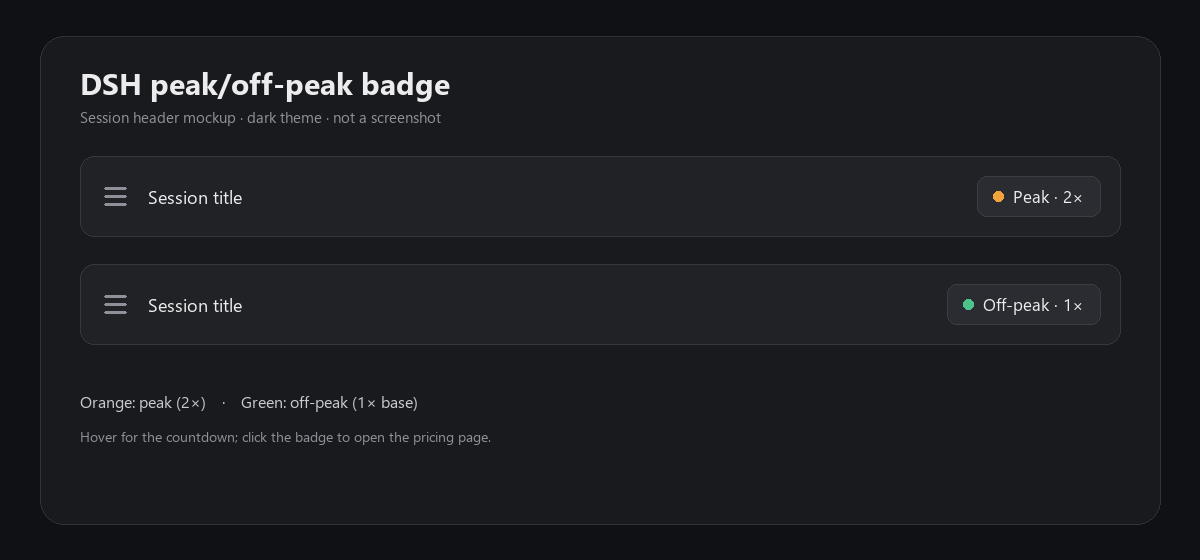 DSH peak/off-peak badge
Session header mockup · dark theme · not a screenshot
Session title
Peak · 2×
Session title
Off-peak · 1×
Orange: peak (2×) · Green: off-peak (1× base)
Hover for the countdown; click the badge to open the pricing page.